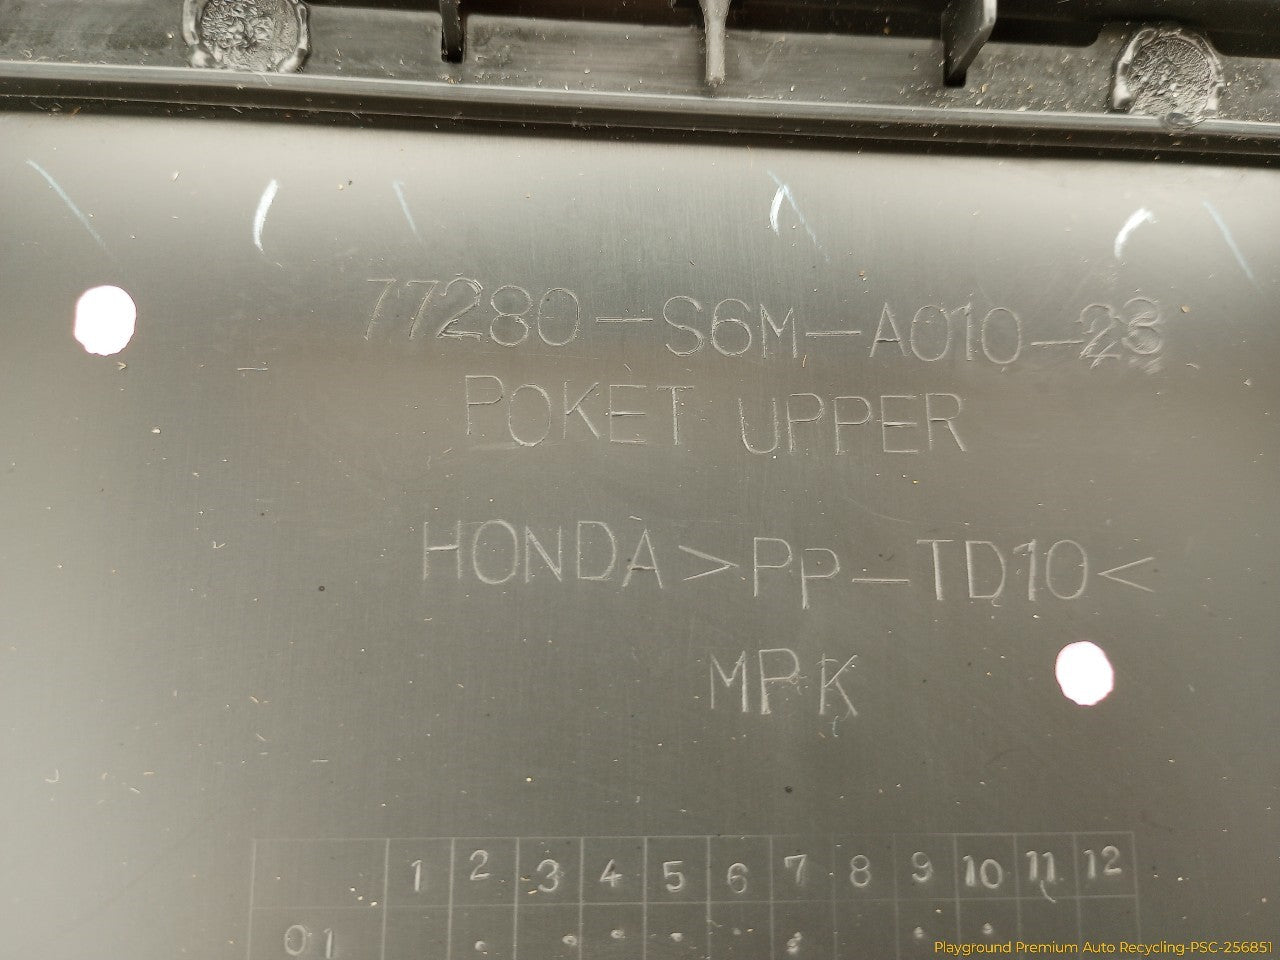 77280-S6M-A010-23
POKET UPPER
HONDA >PP-TD10<
MPK
1 2 3 4 5 6 7 8 9 10 11 12
01
Playground Premium Auto Recycling-PSC-256851